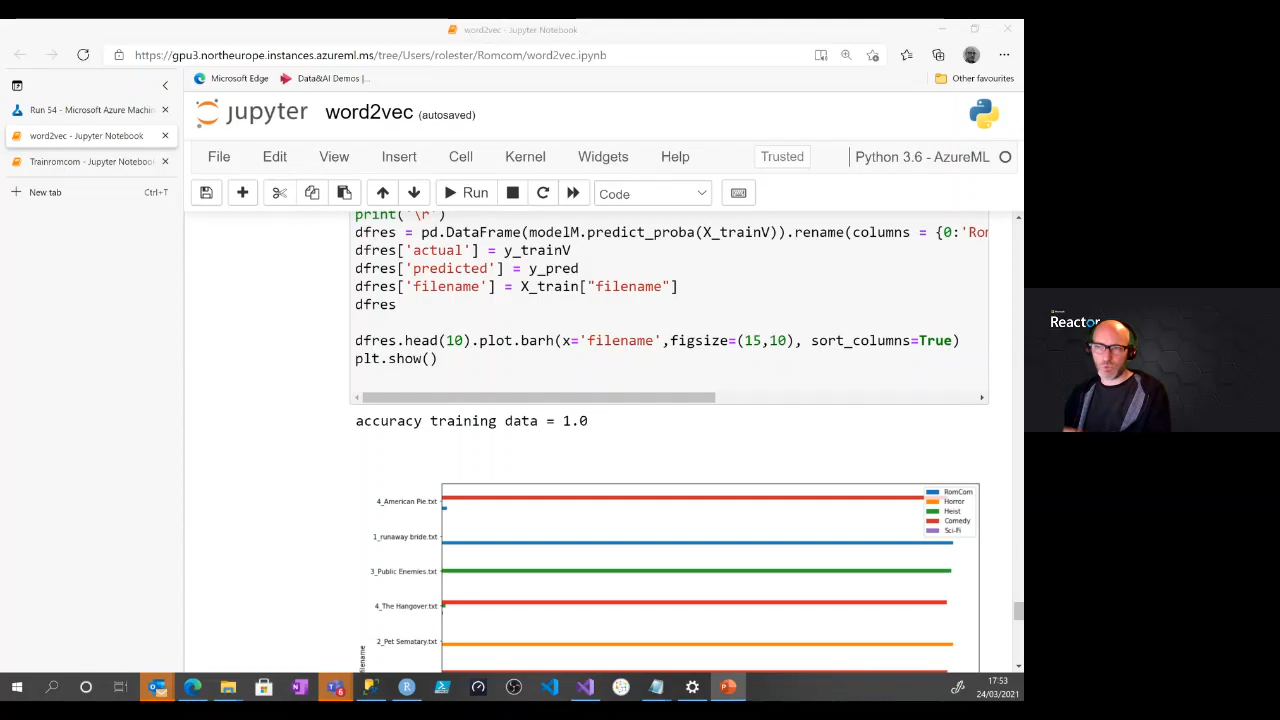 word2vec - Jupyter Notebook
https://gpu3.northeurope.instances.azureml.ms/tree/Users/rolester/Romcom/word2vec.ipynb
Microsoft Edge
Data&AI Demos |...
Other favourites
Run 54 - Microsoft Azure Machin
word2vec - Jupyter Notebook
Trainromcom - Jupyter Noteboo
New tab
Ctrl+T
jupyter
word2vec (autosaved)
File
Edit
View
Insert
Cell
Kernel
Widgets
Help
Trusted
Python 3.6 - AzureML
Run
Code
print('\r')
dfres = pd.DataFrame(modelM.predict_proba(X_trainV)).rename(columns = {0:'Rom
dfres['actual'] = y_trainV
dfres['predicted'] = y_pred
dfres['filename'] = X_train["filename"]
dfres
dfres.head(10).plot.barh(x='filename',figsize=(15,10), sort_columns=True)
plt.show()
accuracy training data = 1.0
4_American Pie.txt
1_runaway bride.txt
3_Public Enemies.txt
4_The Hangover.txt
2_Pet Sematary.txt
filename
RomCom
Horror
Heist
Comedy
Sci-Fi
Microsoft
Reactor
17:53
24/03/2021